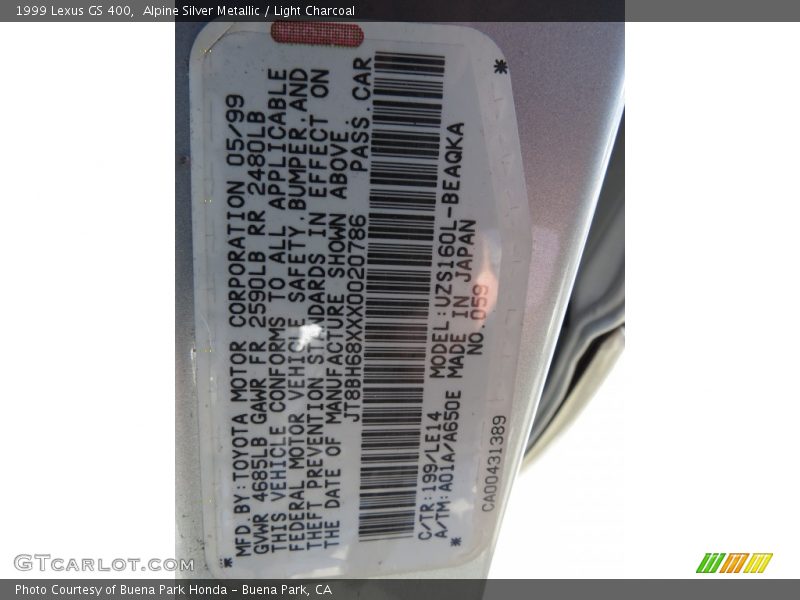 1999 Lexus GS 400,  Alpine Silver Metallic / Light Charcoal
MFD.BY:TOYOTA MOTOR CORPORATION 05/99
GVWR 4685LB GAWR FR 2590LB RR 2480LB
THIS VEHICLE CONFORMS TO ALL APPLICABLE
FEDERAL MOTOR VEHICLE SAFETY,BUMPER,AND
THEFT PREVENTION STANDARDS IN EFFECT ON
THE DATE OF MANUFACTURE SHOWN ABOVE.
JT8BH68XXX0020786 PASS.CAR
C/TR:199/LE14 MODEL:UZS160L-BEAQKA
A/TM:A01A/A650E MADE IN JAPAN
NO.059
CA00431389
GTCarLot.com
Photo Courtesy of Buena Park Honda - Buena Park, CA